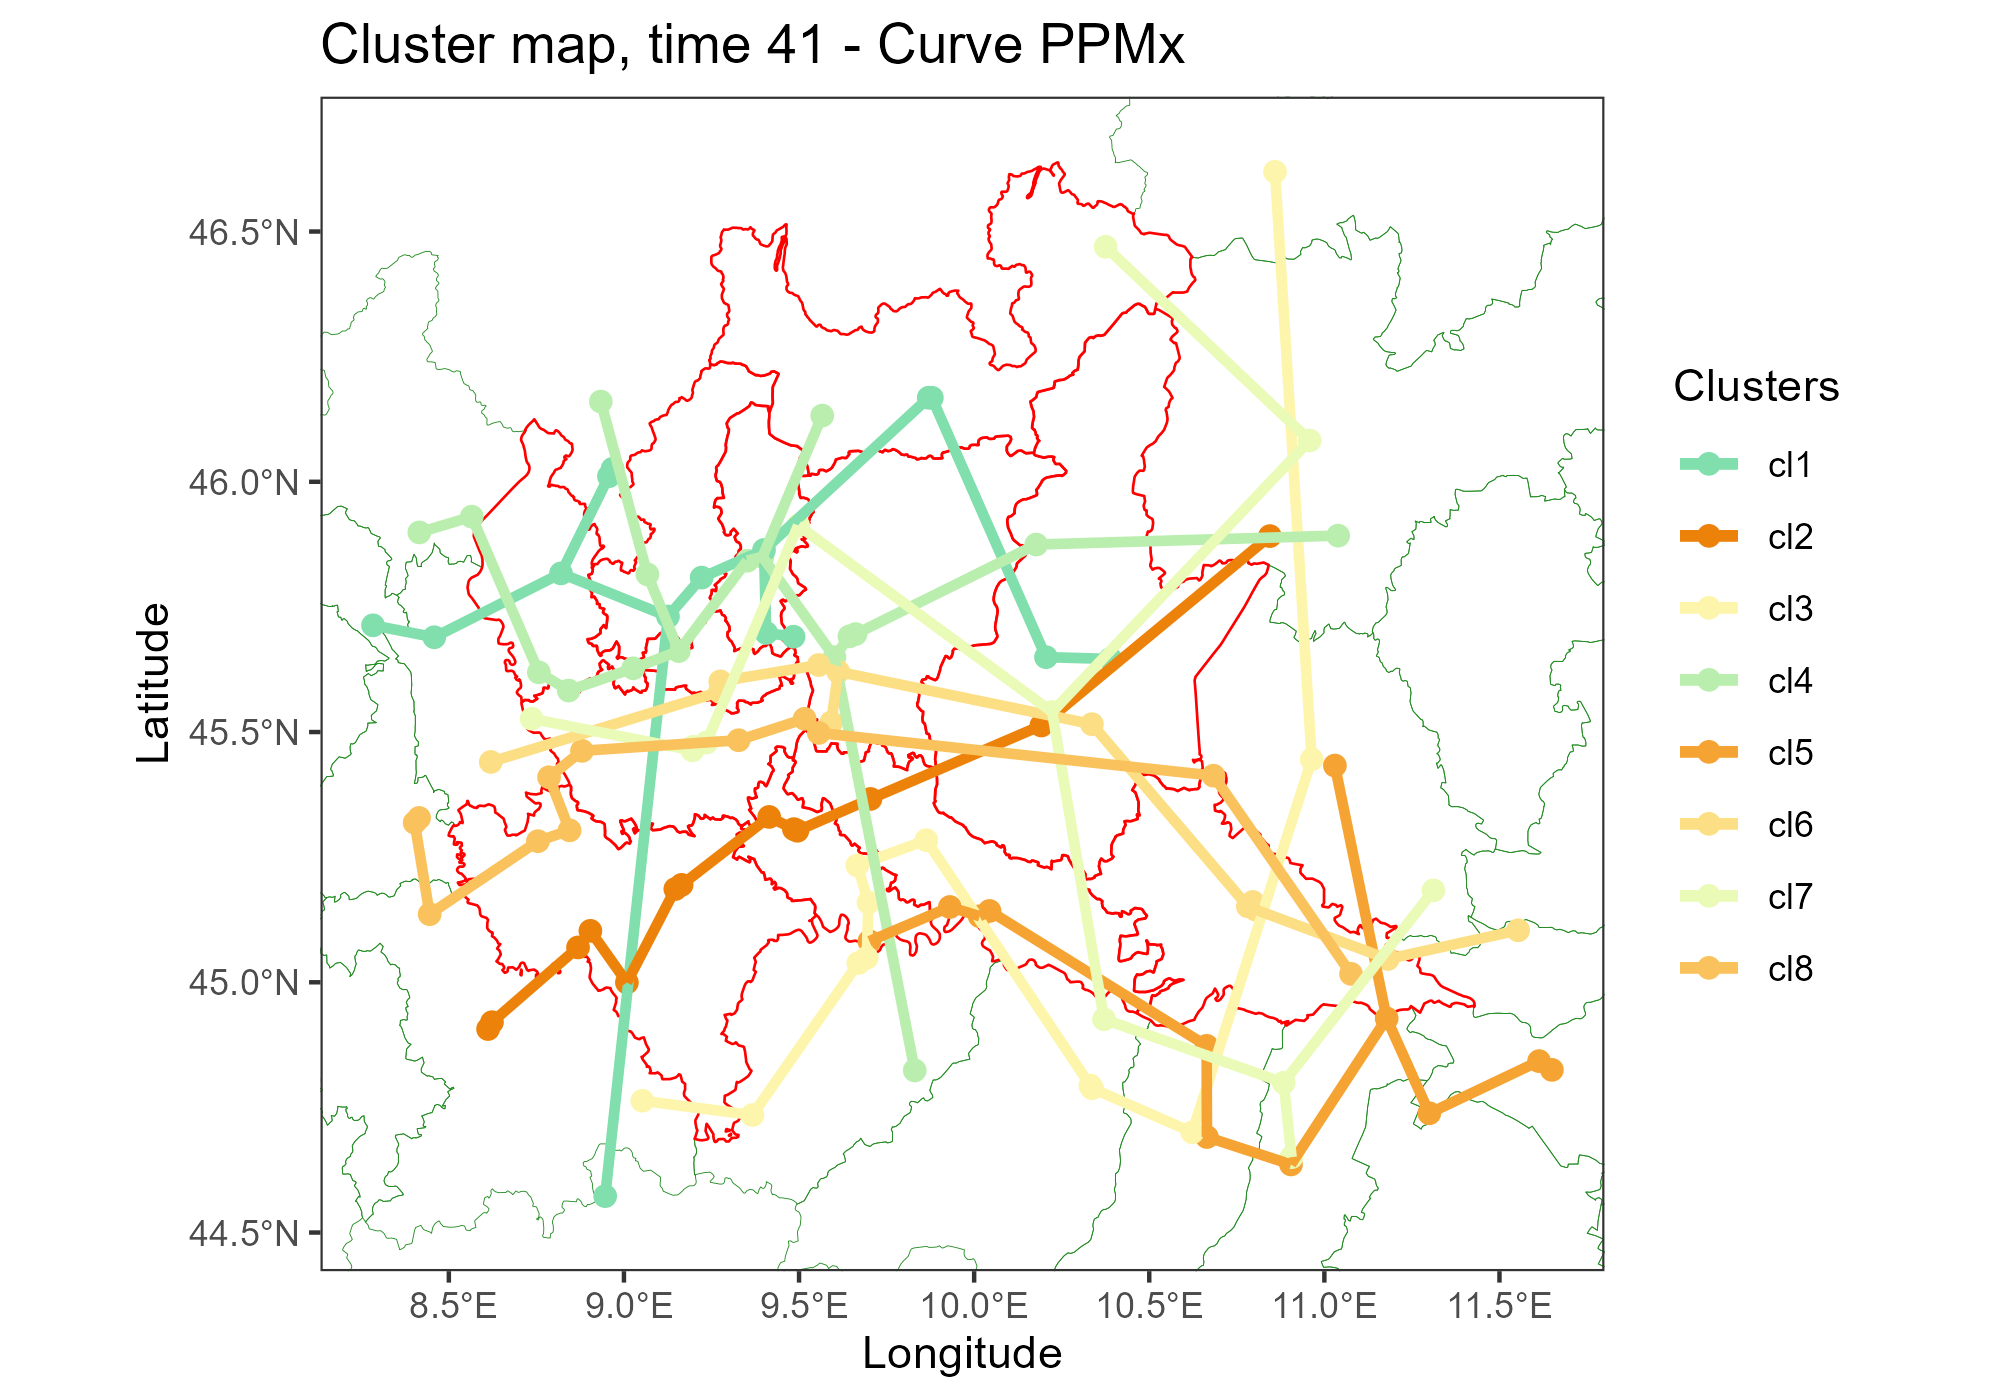 Cluster map, time 41 - Curve PPMx
46.5°N
46.0°N
45.5°N
45.0°N
44.5°N
Latitude
8.5°E
9.0°E
9.5°E
10.0°E
10.5°E
11.0°E
11.5°E
Longitude
Clusters
cl1
cl2
cl3
cl4
cl5
cl6
cl7
cl8